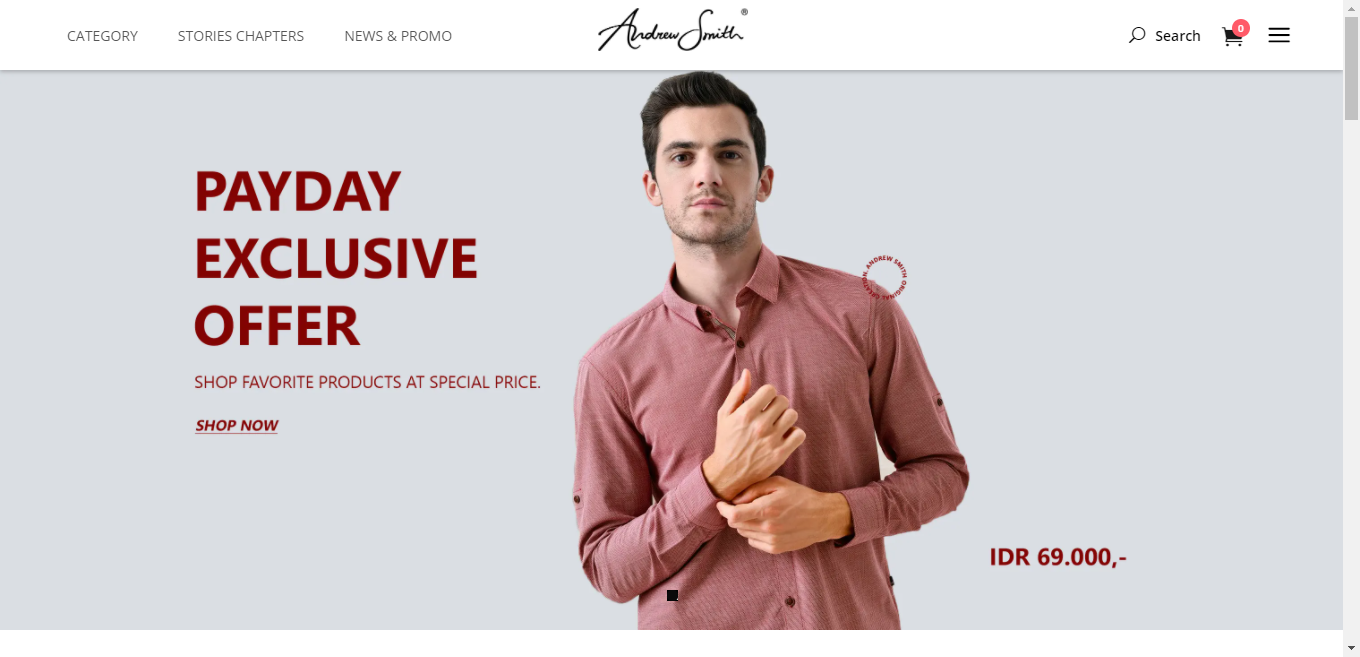 CATEGORY
STORIES CHAPTERS
NEWS & PROMO
Andrew Smith®
Search
0
PAYDAY
EXCLUSIVE
OFFER
SHOP FAVORITE PRODUCTS AT SPECIAL PRICE.
SHOP NOW
ANDREW SMITH ORIGINAL CREATION.
IDR 69.000,-